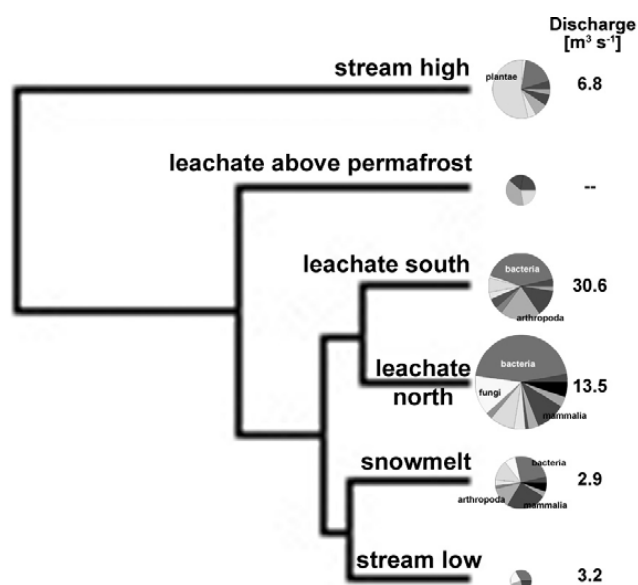 Discharge
[m³ s⁻¹]
stream high
plantae
6.8
leachate above permafrost
--
leachate south
bacteria
arthropoda
30.6
leachate
north
bacteria
fungi
mammalia
13.5
snowmelt
bacteria
arthropoda
mammalia
2.9
stream low
3.2